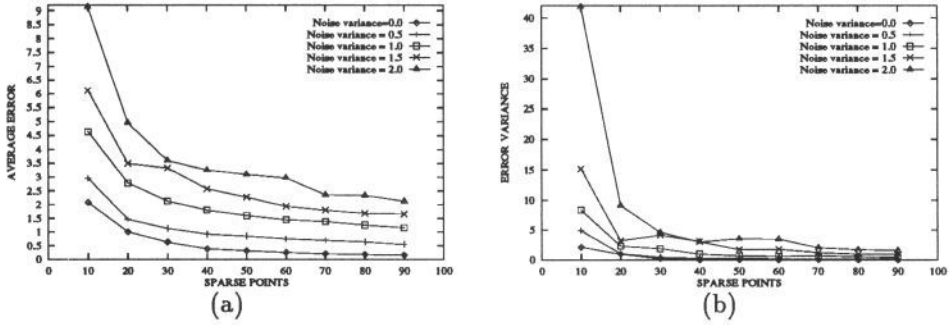 9
8.5
8
7.5
7
6.5
6
5.5
5
4.5
4
3.5
3
2.5
2
1.5
1
0.5
0
AVERAGE ERROR
Noise variance=0.0
Noise variance = 0.5
Noise variance = 1.0
Noise variance = 1.5
Noise variance = 2.0
10 20 30 40 50 60 70 80 90 100
SPARSE POINTS
(a)
40
35
30
25
20
15
10
5
0
ERROR VARIANCE
Noise variance=0.0
Noise variance = 0.5
Noise variance = 1.0
Noise variance = 1.5
Noise variance = 2.0
0 10 20 30 40 50 60 70 80 90 100
SPARSE POINTS
(b)